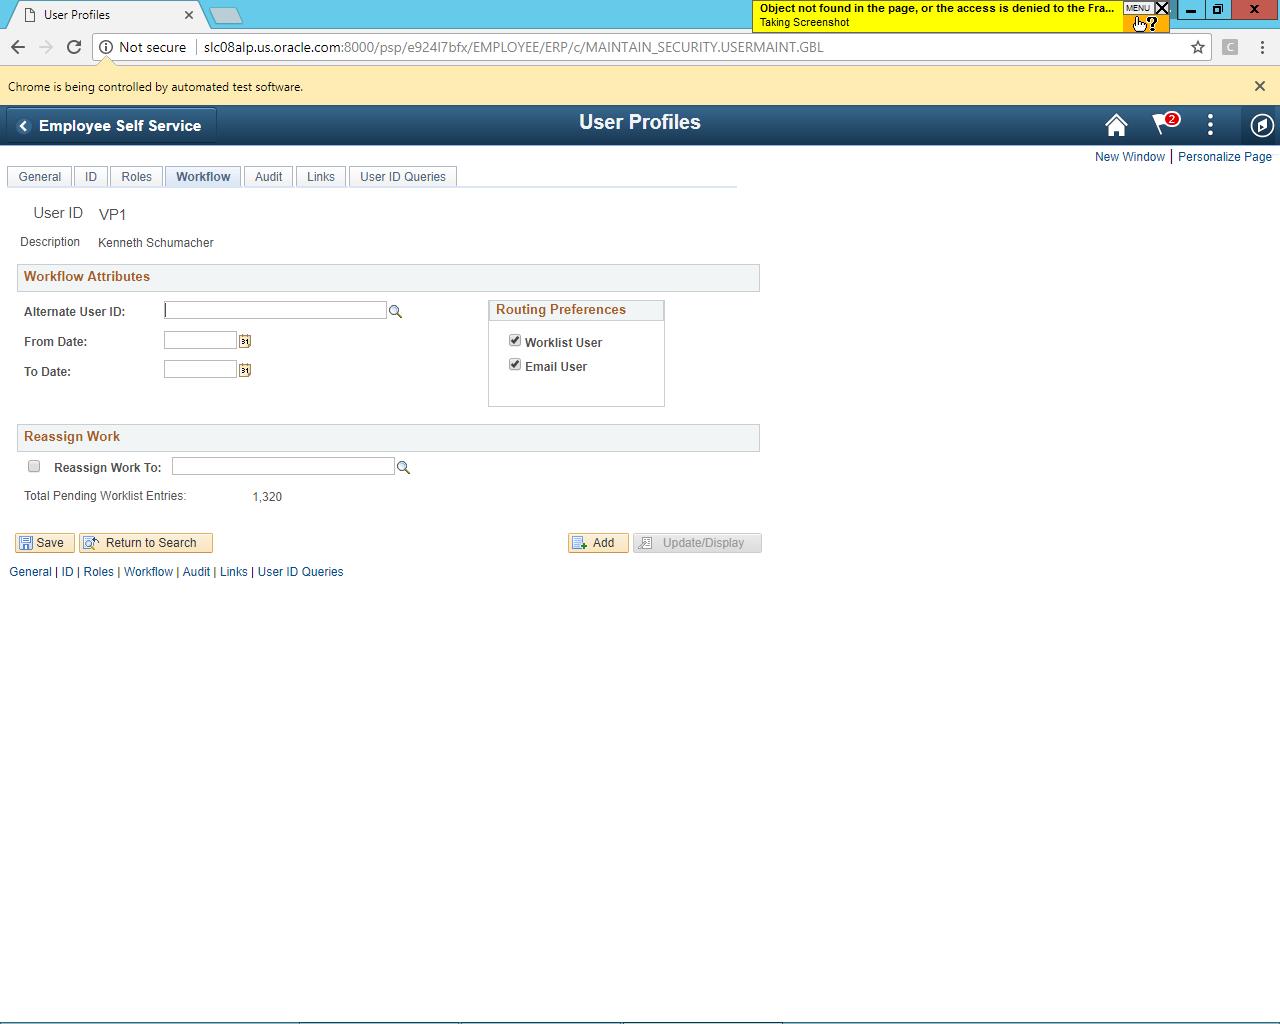 User Profiles
Object not found in the page, or the access is denied to the Fra...
Taking Screenshot
MENU
Not secure
slc08alp.us.oracle.com:8000/psp/e924l7bfx/EMPLOYEE/ERP/c/MAINTAIN_SECURITY.USERMAINT.GBL
C
Chrome is being controlled by automated test software.
Employee Self Service
User Profiles
2
New Window | Personalize Page
General ID Roles Workflow Audit Links User ID Queries
User ID VP1
Description Kenneth Schumacher
Workflow Attributes
Alternate User ID:
From Date: 31
To Date: 31
Routing Preferences
Worklist User
Email User
Reassign Work
Reassign Work To:
Total Pending Worklist Entries: 1,320
Save Return to Search Add Update/Display
General | ID | Roles | Workflow | Audit | Links | User ID Queries